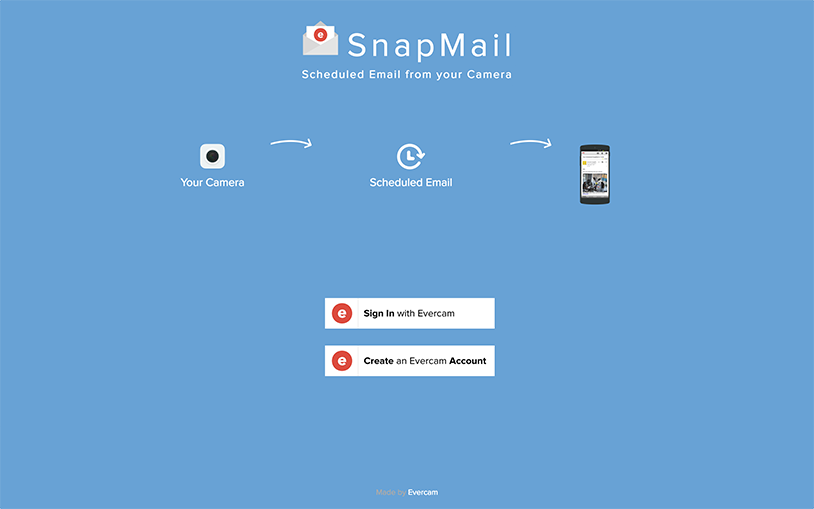 e
SnapMail
Scheduled Email from your Camera
Your Camera
Scheduled Email
e Sign In with Evercam
e Create an Evercam Account
Made by Evercam